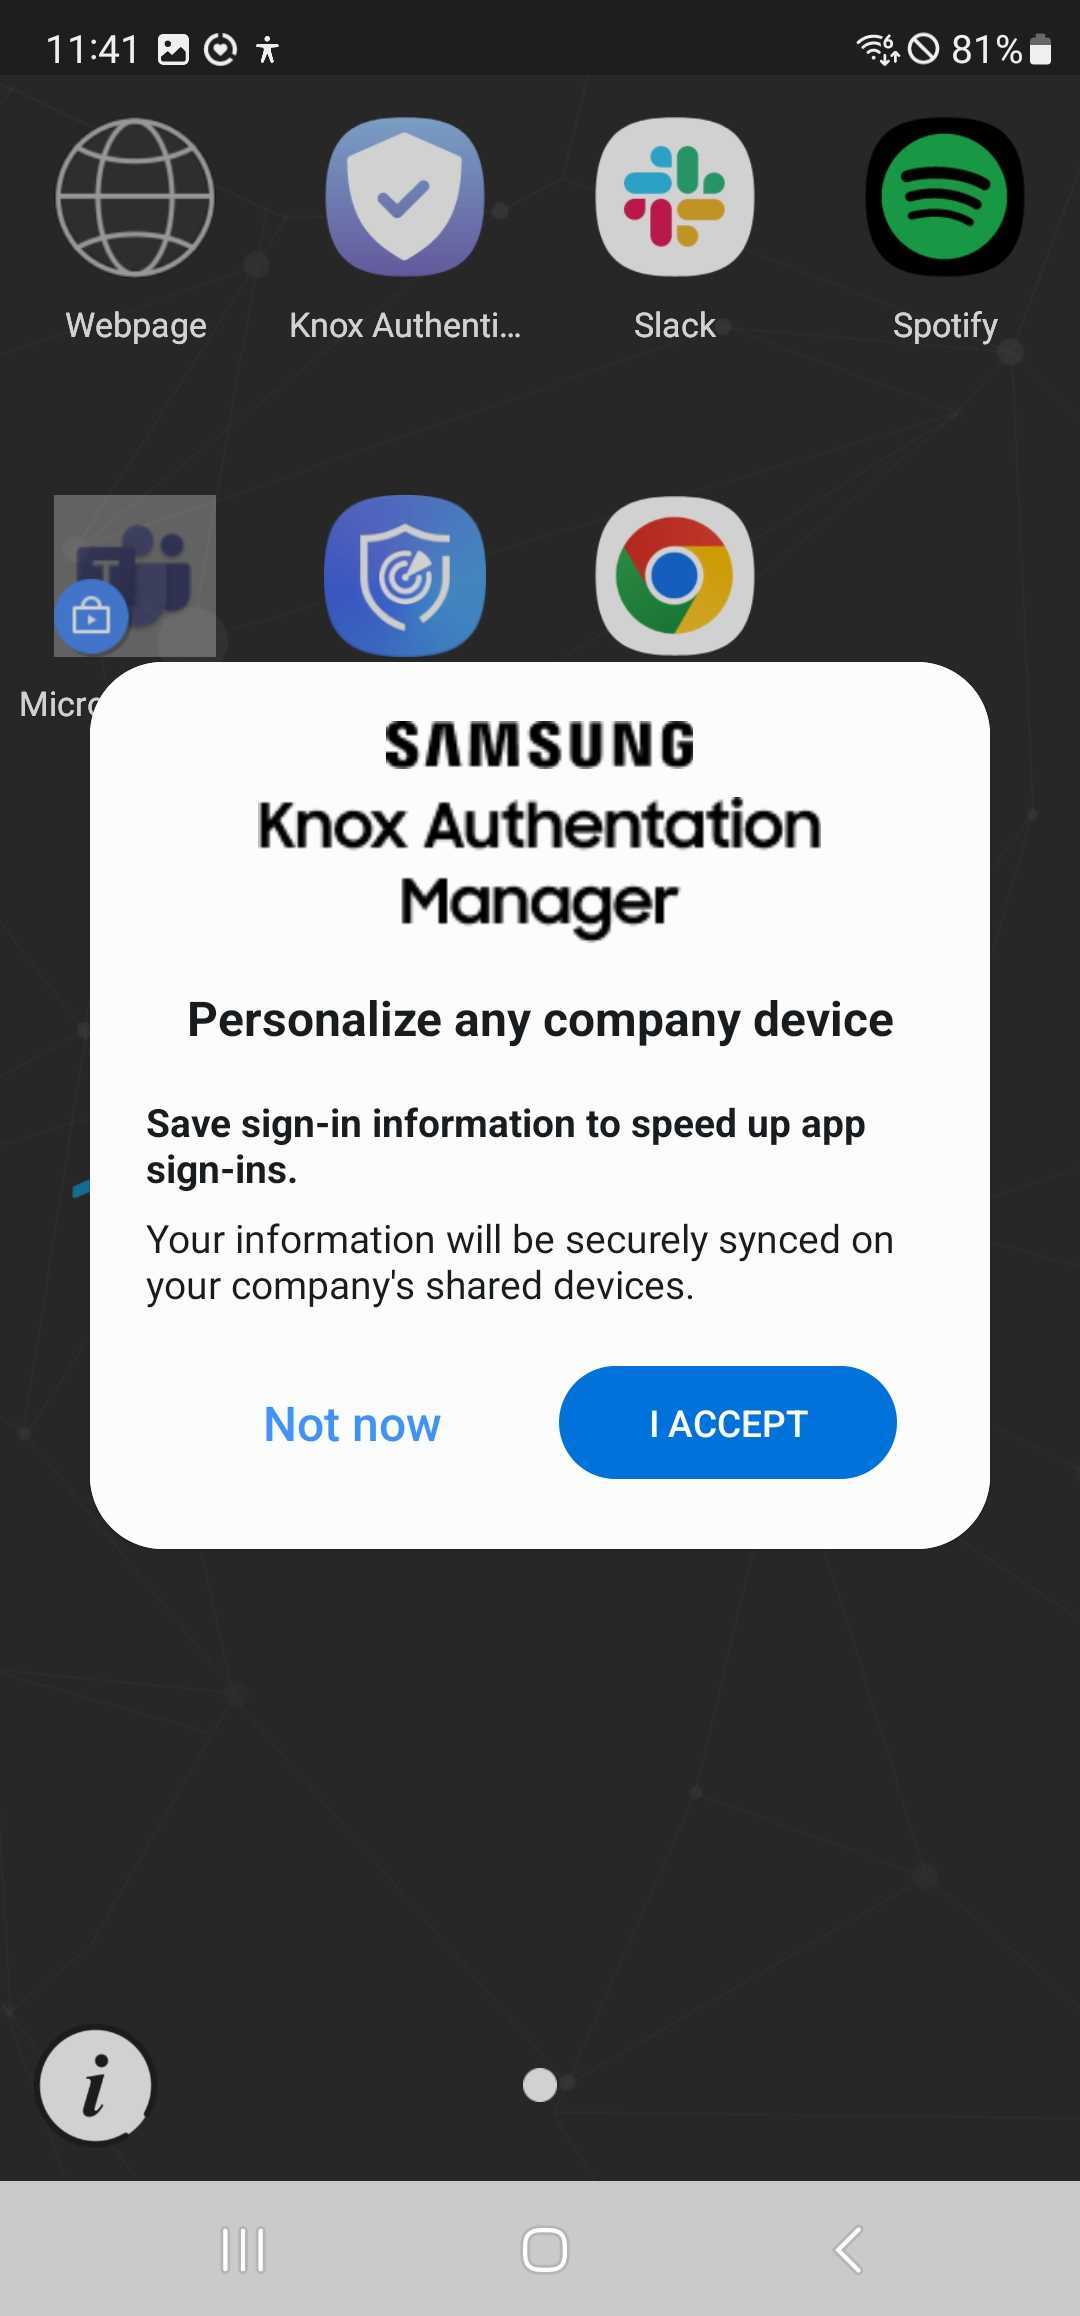 11:41
81%
Webpage
Knox Authenti...
Slack
Spotify
Micro
SAMSUNG
Knox Authentation
Manager
Personalize any company device
Save sign-in information to speed up app
sign-ins.
Your information will be securely synced on
your company's shared devices.
Not now
I ACCEPT